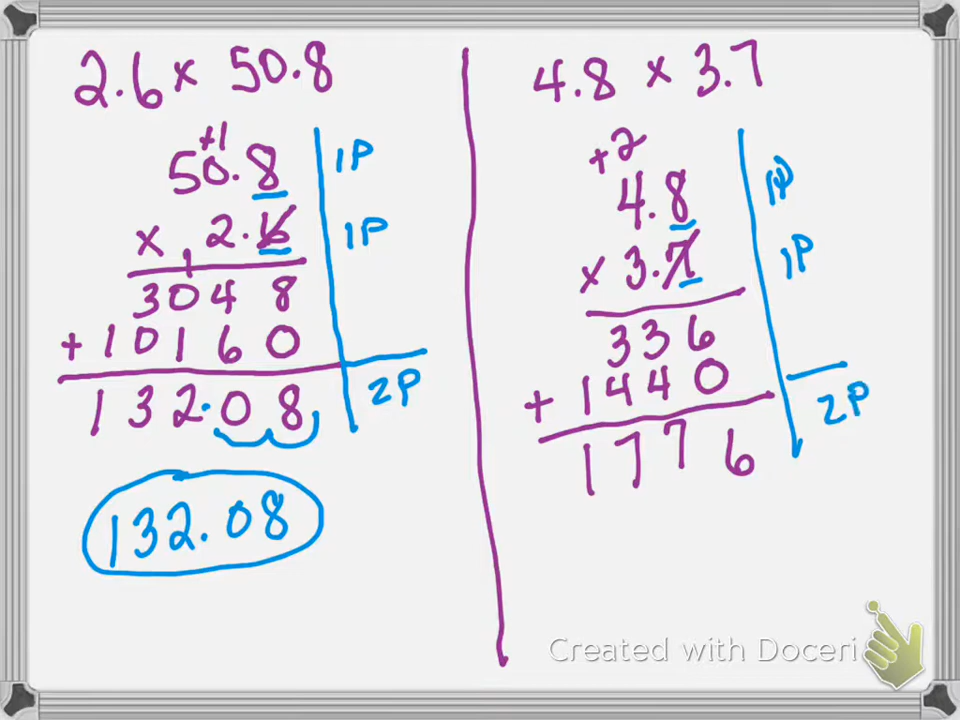 2.6 x 50.8
+1
50.8 1P
x 2.6 1P
1
3048
+ 10160
132.08 2P
132.08
4.8 x 3.7
+2
4.8 1P
x 3.7 1P
336
+ 1440
1776 2P
Created with Doceri